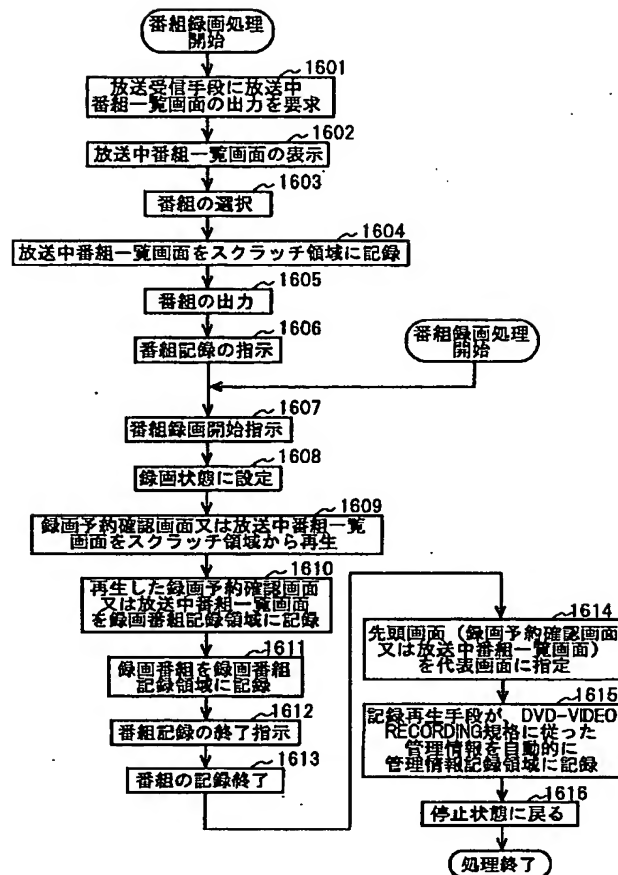 番組録画処理
開始
1601
放送受信手段に放送中
番組一覧画面の出力を要求
1602
放送中番組一覧画面の表示
1603
番組の選択
1604
放送中番組一覧画面をスクラッチ領域に記録
1605
番組の出力
1606
番組記録の指示
番組録画処理
開始
1607
番組録画開始指示
1608
録画状態に設定
1609
録画予約確認画面又は放送中番組一覧
画面をスクラッチ領域から再生
1610
再生した録画予約確認画面
又は放送中番組一覧画面
を録画番組記録領域に記録
1611
録画番組を録画番組
記録領域に記録
1612
番組記録の終了指示
1613
番組の記録終了
1614
先頭画面（録画予約確認画面
又は放送中番組一覧画面）
を代表画面に指定
1615
記録再生手段が、DVD-VIDEO
RECORDING規格に従った
管理情報を自動的に
管理情報記録領域に記録
1616
停止状態に戻る
処理終了